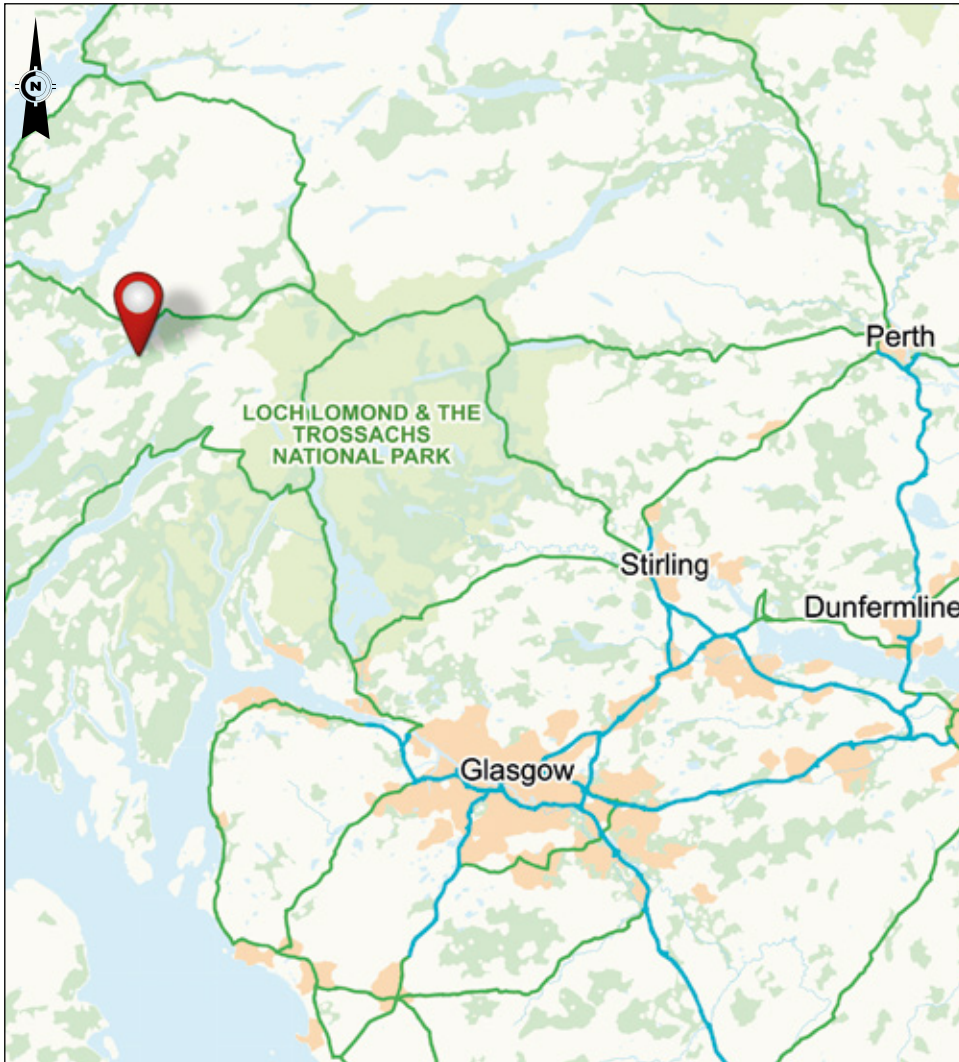 N
Perth
LOCH LOMOND & THE
TROSSACHS
NATIONAL PARK
Stirling
Dunfermline
Glasgow